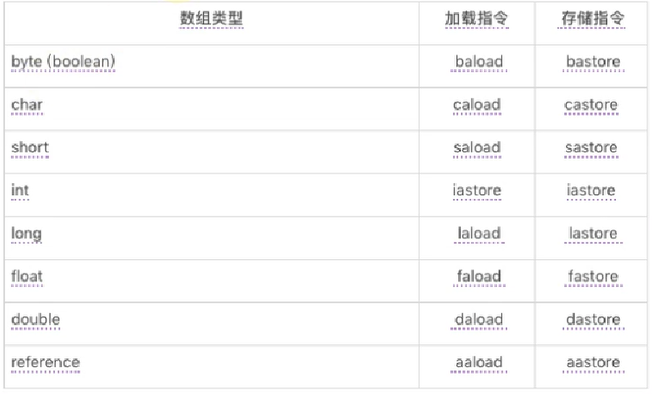 数组类型 加载指令 存储指令
byte (boolean) baload bastore
char caload castore
short saload sastore
int iastore iastore
long laload lastore
float faload fastore
double daload dastore
reference aaload aastore